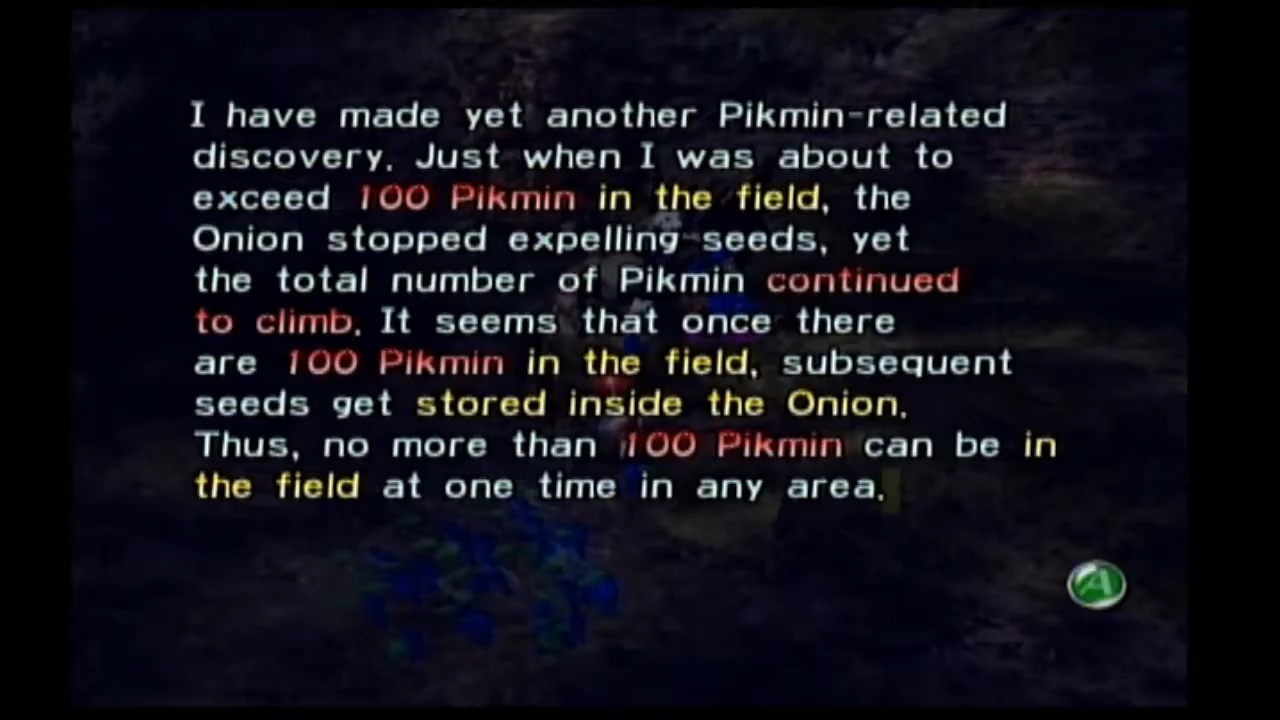 I have made yet another Pikmin-related
discovery. Just when I was about to
exceed 100 Pikmin in the field, the
Onion stopped expelling seeds, yet
the total number of Pikmin continued
to climb. It seems that once there
are 100 Pikmin in the field, subsequent
seeds get stored inside the Onion.
Thus, no more than 100 Pikmin can be in
the field at one time in any area.
A